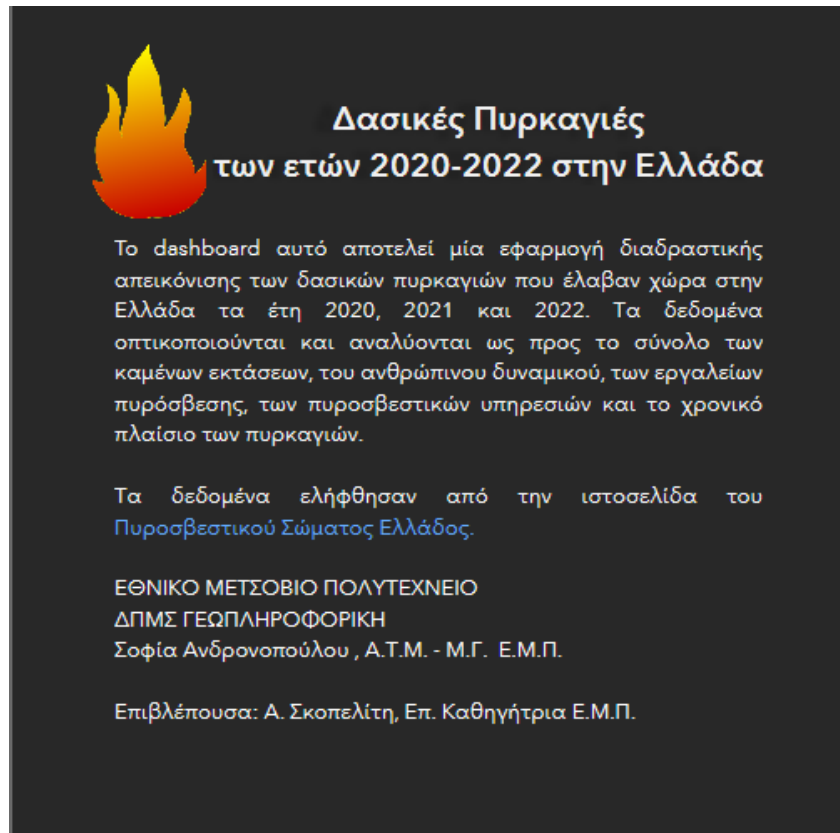 Δασικές Πυρκαγιές
των ετών 2020-2022 στην Ελλάδα
Το dashboard αυτό αποτελεί μία εφαρμογή διαδραστικής
απεικόνισης των δασικών πυρκαγιών που έλαβαν χώρα στην
Ελλάδα τα έτη 2020, 2021 και 2022. Τα δεδομένα
οπτικοποιούνται και αναλύονται ως προς το σύνολο των
καμένων εκτάσεων, του ανθρώπινου δυναμικού, των εργαλείων
πυρόσβεσης, των πυροσβεστικών υπηρεσιών και το χρονικό
πλαίσιο των πυρκαγιών.
Τα δεδομένα ελήφθησαν από την ιστοσελίδα του
Πυροσβεστικού Σώματος Ελλάδος.
ΕΘΝΙΚΟ ΜΕΤΣΟΒΙΟ ΠΟΛΥΤΕΧΝΕΙΟ
ΔΠΜΣ ΓΕΩΠΛΗΡΟΦΟΡΙΚΗ
Σοφία Ανδρονοπούλου , Α.Τ.Μ. - Μ.Γ. Ε.Μ.Π.
Επιβλέπουσα: Α. Σκοπελίτη, Επ. Καθηγήτρια Ε.Μ.Π.